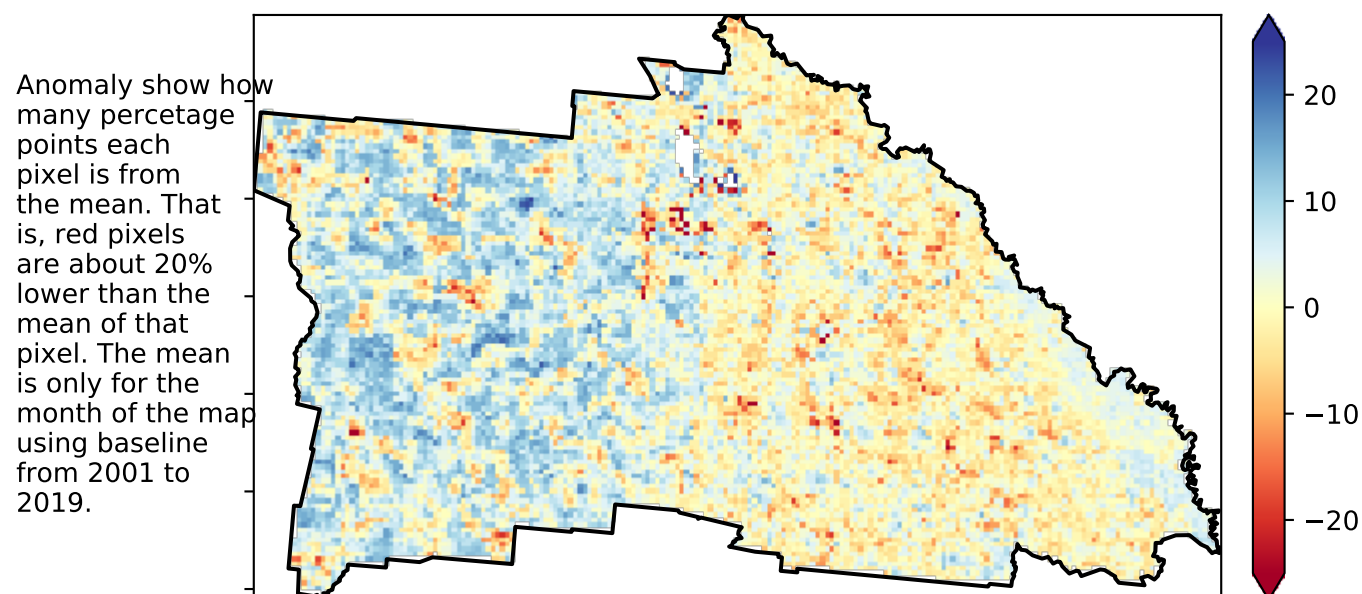 Anomaly show how
many percetage
points each
pixel is from
the mean. That
is, red pixels
are about 20%
lower than the
mean of that
pixel. The mean
is only for the
month of the map
using baseline
from 2001 to
2019.
20
10
0
−10
−20